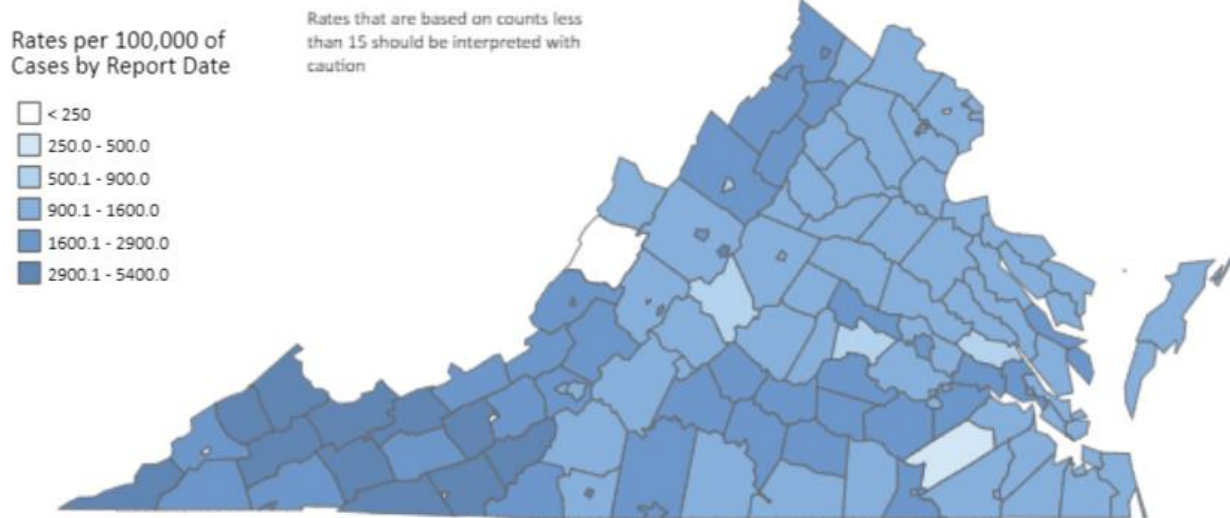 Rates per 100,000 of
Cases by Report Date
Rates that are based on counts less
than 15 should be interpreted with
caution
< 250
250.0 - 500.0
500.1 - 900.0
900.1 - 1600.0
1600.1 - 2900.0
2900.1 - 5400.0